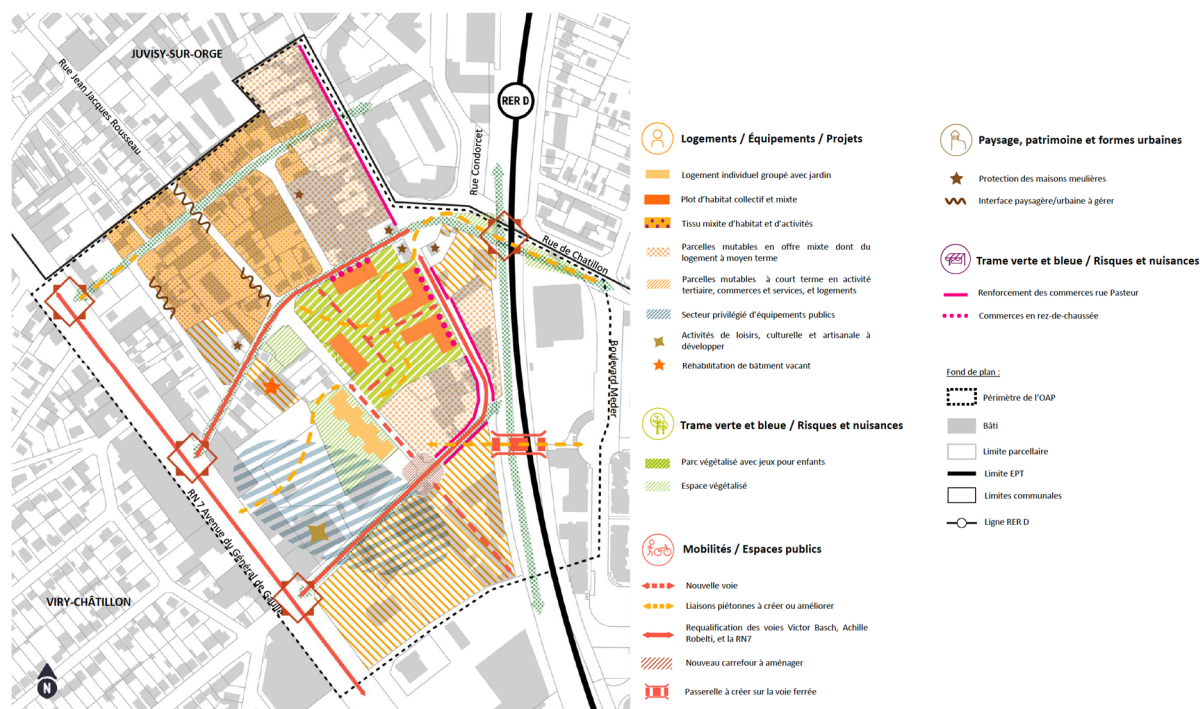 JUVISY-SUR-ORGE
Rue Jean Jacques Rousseau
RER D
Rue Condorcet
Rue de Chatillon
Boulevard Meder
RN 7 Avenue du Général de Gaulle
VIRY-CHÂTILLON
N
Logements / Équipements / Projets
Logement individuel groupé avec jardin
Plot d'habitat collectif et mixte
Tissu mixte d'habitat et d'activités
Parcelles mutables en offre mixte dont du
logement à moyen terme
Parcelles mutables à court terme en activité
tertiaire, commerces et services, et logements
Secteur privilégié d'équipements publics
Activités de loisirs, culturelle et artisanale à
développer
Réhabilitation de bâtiment vacant
Trame verte et bleue / Risques et nuisances
Parc végétalisé avec jeux pour enfants
Espace végétalisé
Mobilités / Espaces publics
Nouvelle voie
Liaisons piétonnes à créer ou améliorer
Requalification des voies Victor Basch, Achille
Robelti, et la RN7
Nouveau carrefour à aménager
Passerelle à créer sur la voie ferrée
Paysage, patrimoine et formes urbaines
Protection des maisons meulières
Interface paysagère/urbaine à gérer
Trame verte et bleue / Risques et nuisances
Renforcement des commerces rue Pasteur
Commerces en rez-de-chaussée
Fond de plan :
Périmètre de l'OAP
Bâti
Limite parcellaire
Limite EPT
Limites communales
Ligne RER D